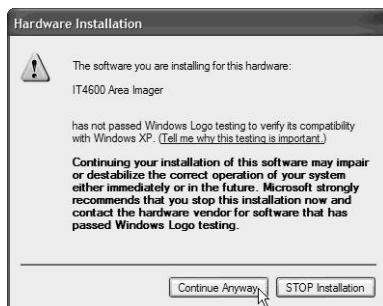 Hardware Installation
The software you are installing for this hardware:
IT4600 Area Imager
has not passed Windows Logo testing to verify its compatibility
with Windows XP. (Tell me why this testing is important.)
Continuing your installation of this software may impair
or destabilize the correct operation of your system
either immediately or in the future. Microsoft strongly
recommends that you stop this installation now and
contact the hardware vendor for software that has
passed Windows Logo testing.
Continue Anyway
STOP Installation